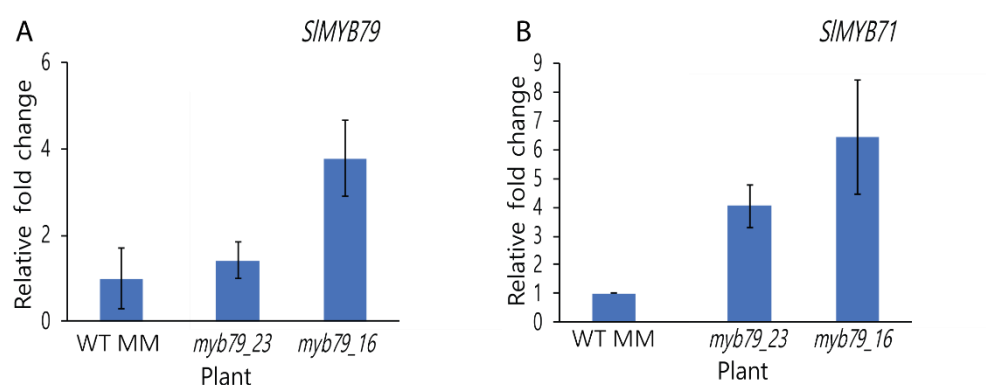 A
SlMYB79
Relative fold change
6
4
2
0
WT MM
myb79_23
myb79_16
Plant
B
SlMYB71
Relative fold change
9
8
7
6
5
4
3
2
1
0
WT MM
myb79_23
myb79_16
Plant